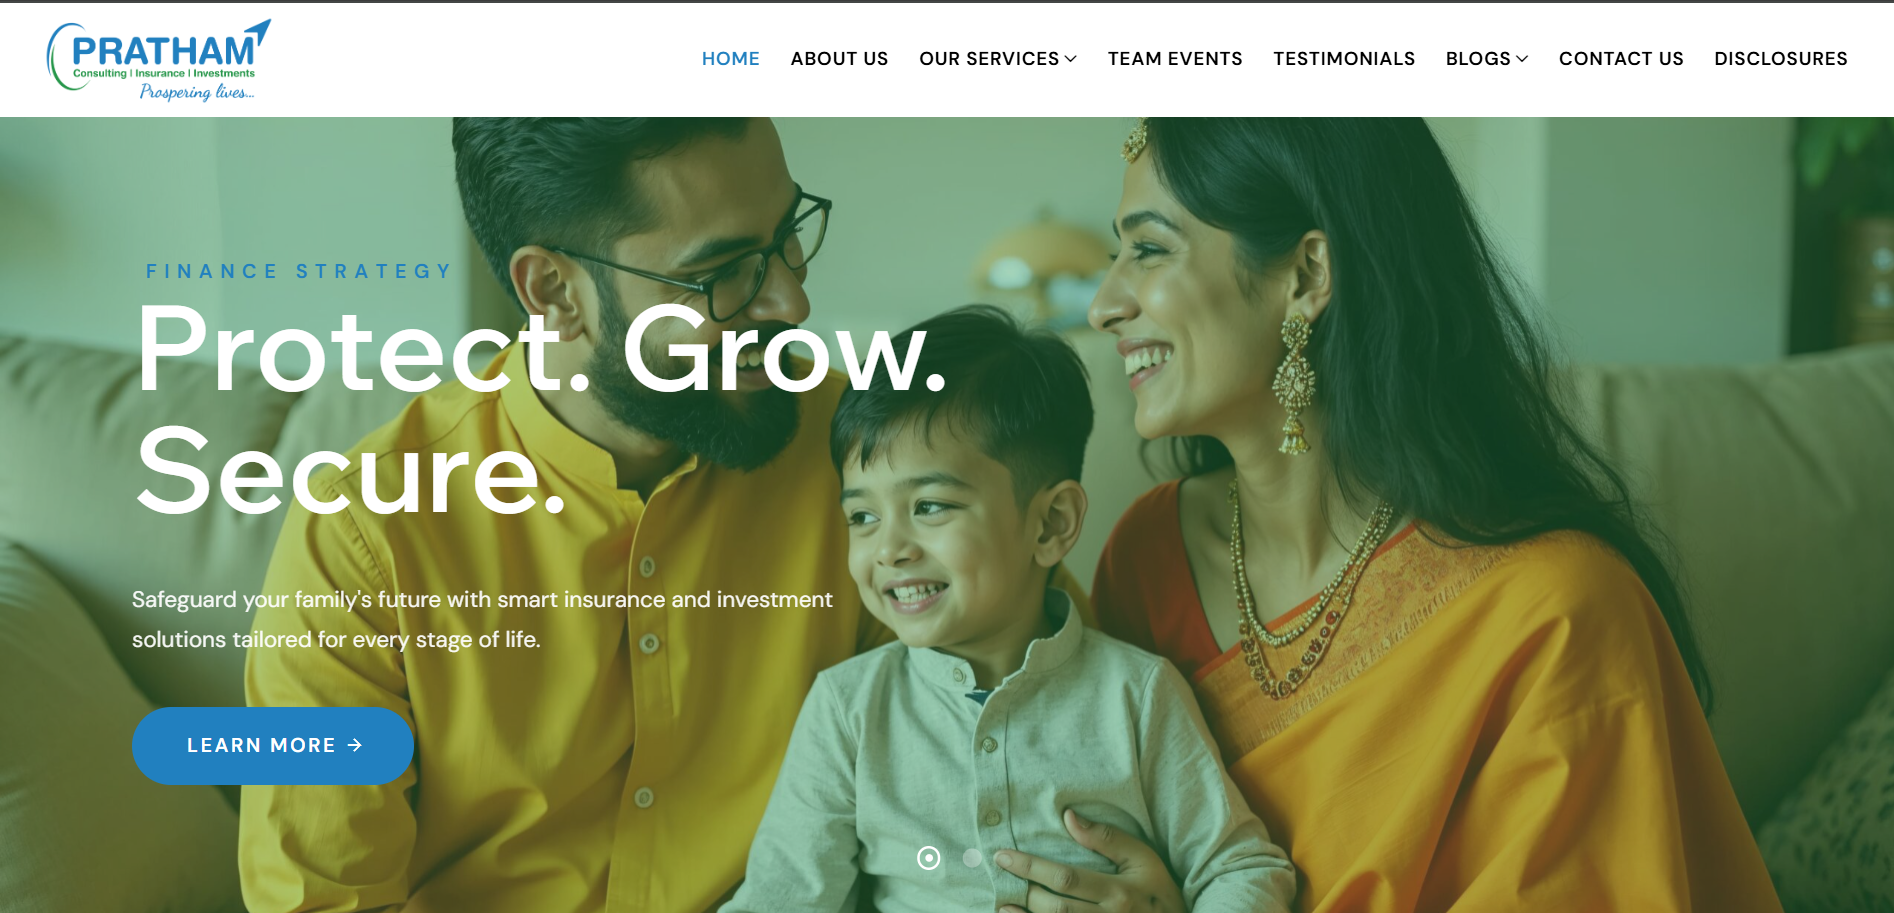 PRATHAM
Consulting | Insurance | Investments
Prospering lives...
HOME ABOUT US OUR SERVICES TEAM EVENTS TESTIMONIALS BLOGS CONTACT US DISCLOSURES
FINANCE STRATEGY
Protect. Grow.
Secure.
Safeguard your family's future with smart insurance and investment
solutions tailored for every stage of life.
LEARN MORE →